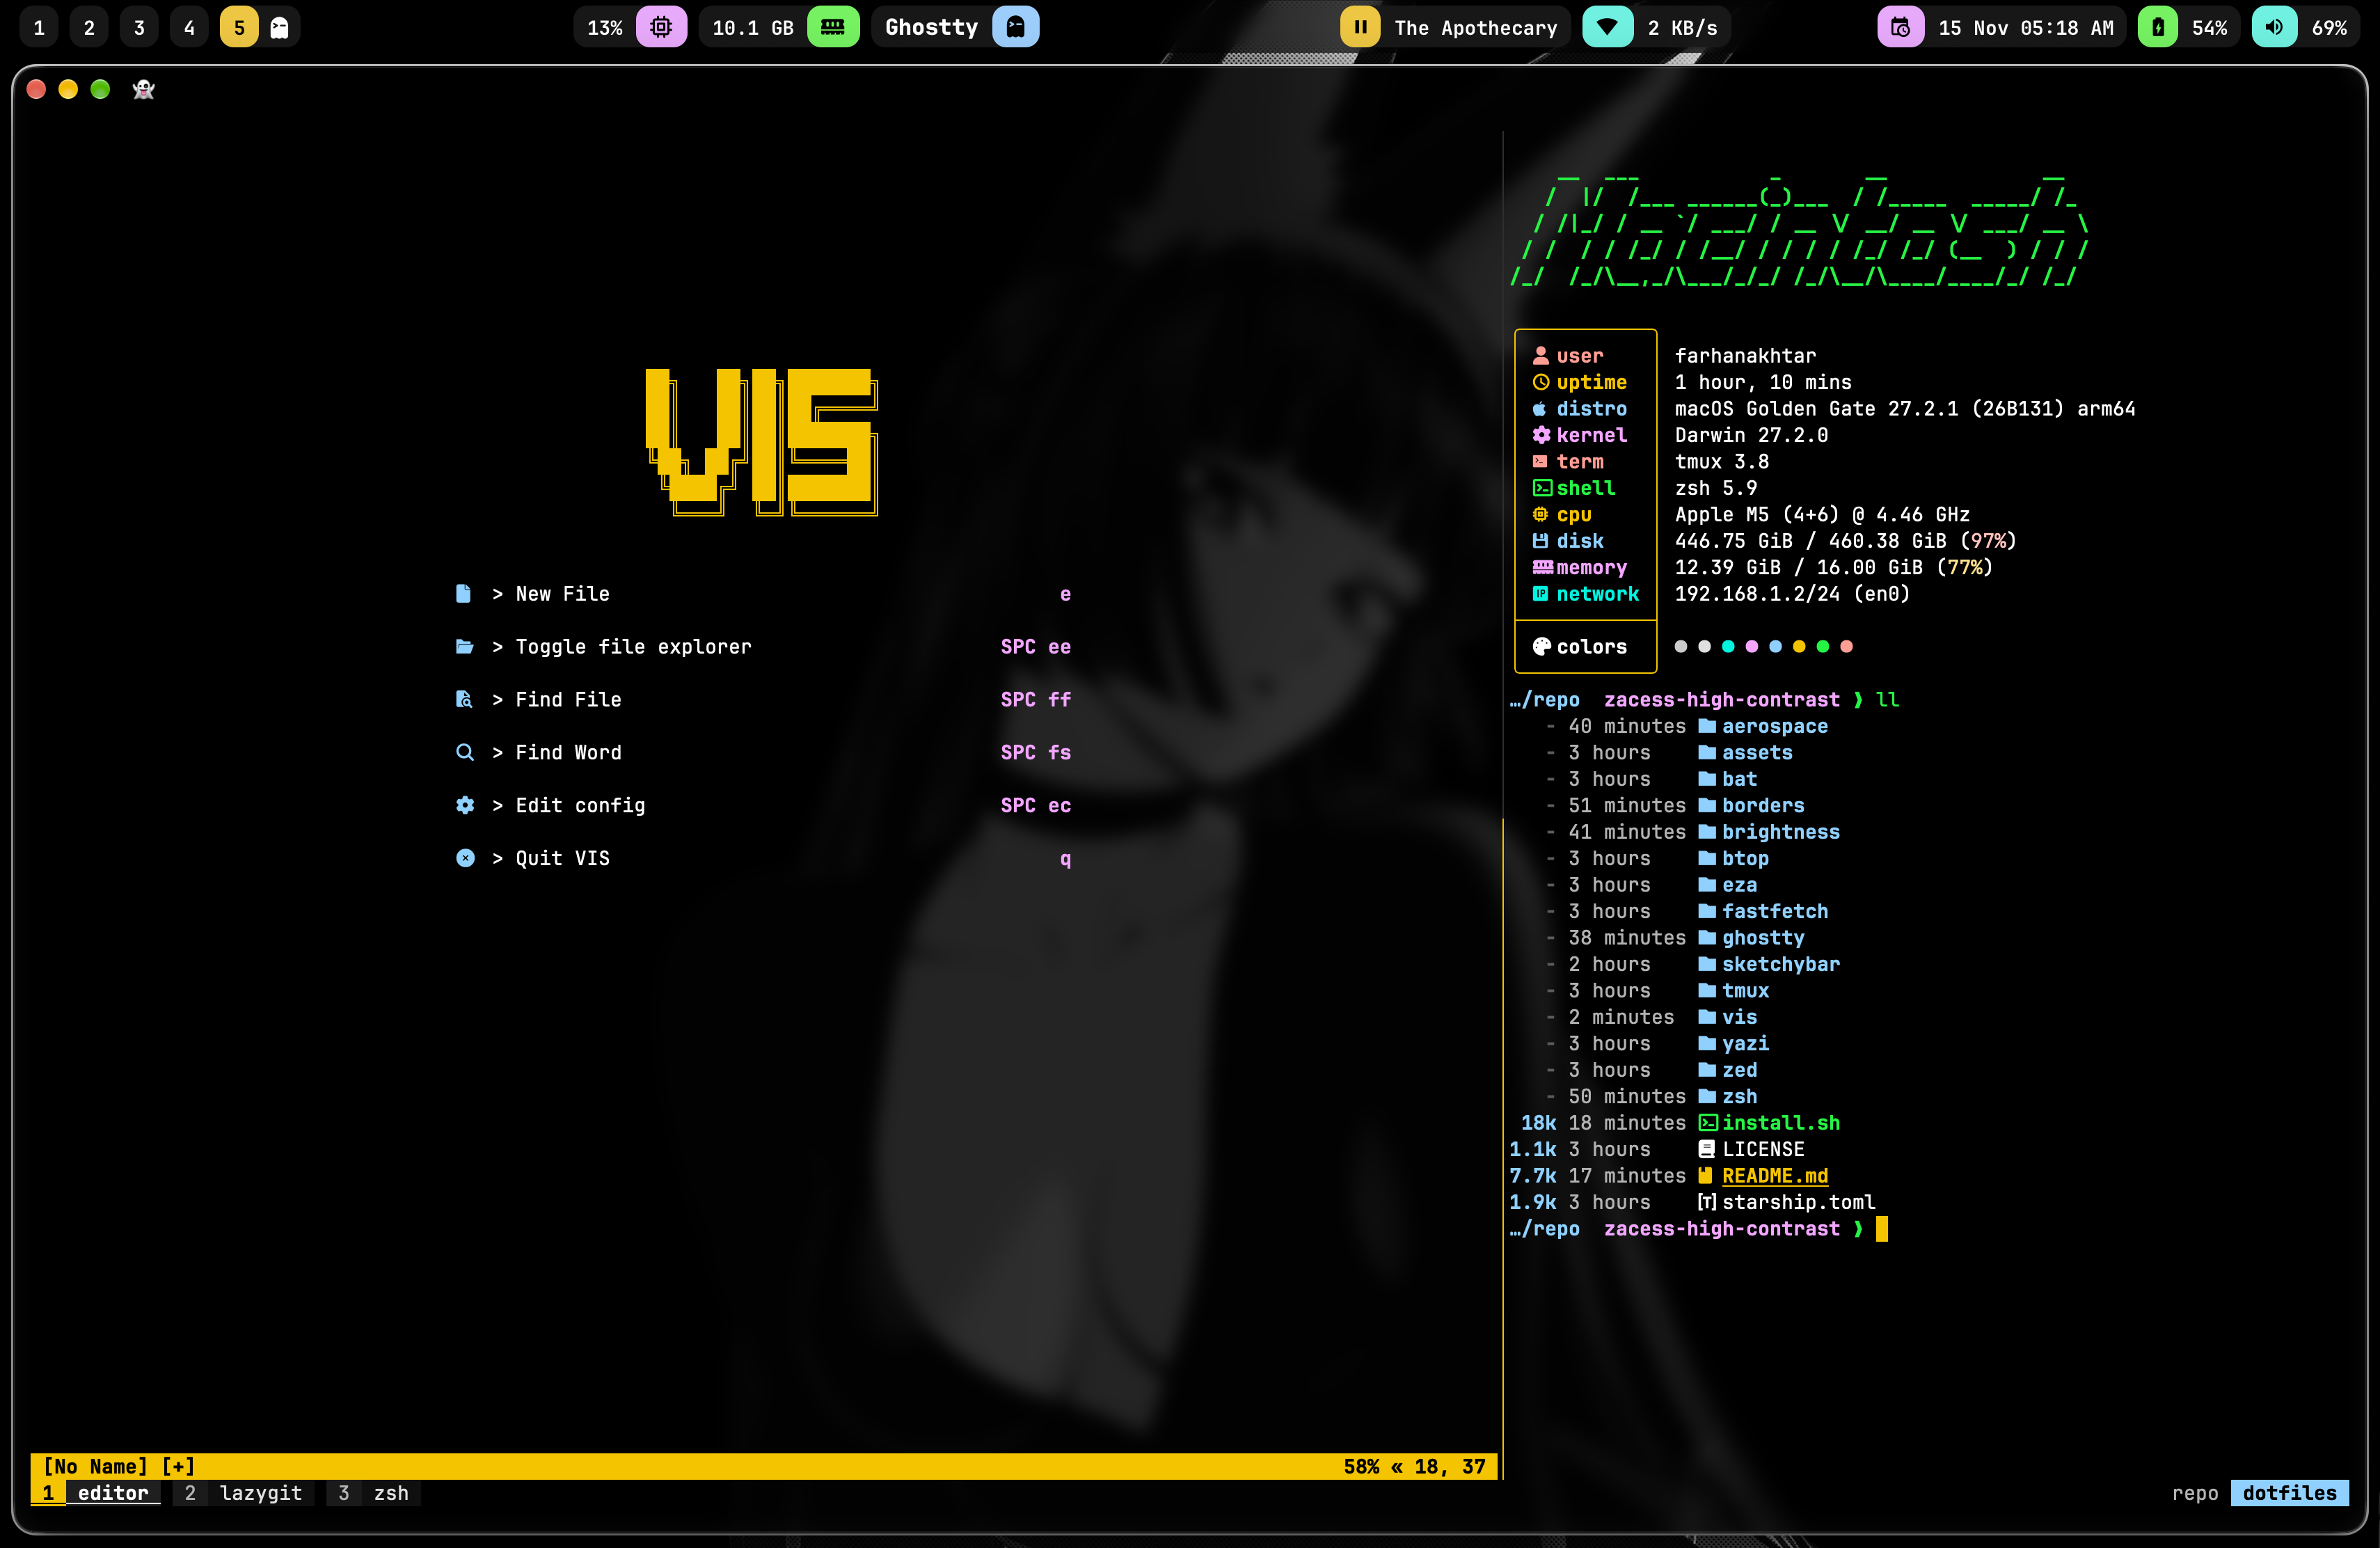 1 2 3 4 5 13% 10.1 GB Ghostty The Apothecary 2 KB/s 15 Nov 05:18 AM 54% 69%
VIS
> New File e
> Toggle file explorer SPC ee
> Find File SPC ff
> Find Word SPC fs
> Edit config SPC ec
> Quit VIS q
[No Name] [+] 58% « 18, 37
Macintosh
user farhanakhtar
uptime 1 hour, 10 mins
distro macOS Golden Gate 27.2.1 (26B131) arm64
kernel Darwin 27.2.0
term tmux 3.8
shell zsh 5.9
cpu Apple M5 (4+6) @ 4.46 GHz
disk 446.75 GiB / 460.38 GiB (97%)
memory 12.39 GiB / 16.00 GiB (77%)
network 192.168.1.2/24 (en0)
colors
…/repo zacess-high-contrast ❱ ll
- 40 minutes aerospace
- 3 hours assets
- 3 hours bat
- 51 minutes borders
- 41 minutes brightness
- 3 hours btop
- 3 hours eza
- 3 hours fastfetch
- 38 minutes ghostty
- 2 hours sketchybar
- 3 hours tmux
- 2 minutes vis
- 3 hours yazi
- 3 hours zed
- 50 minutes zsh
18k 18 minutes install.sh
1.1k 3 hours LICENSE
7.7k 17 minutes README.md
1.9k 3 hours [T] starship.toml
…/repo zacess-high-contrast ❱
1 editor 2 lazygit 3 zsh repo dotfiles